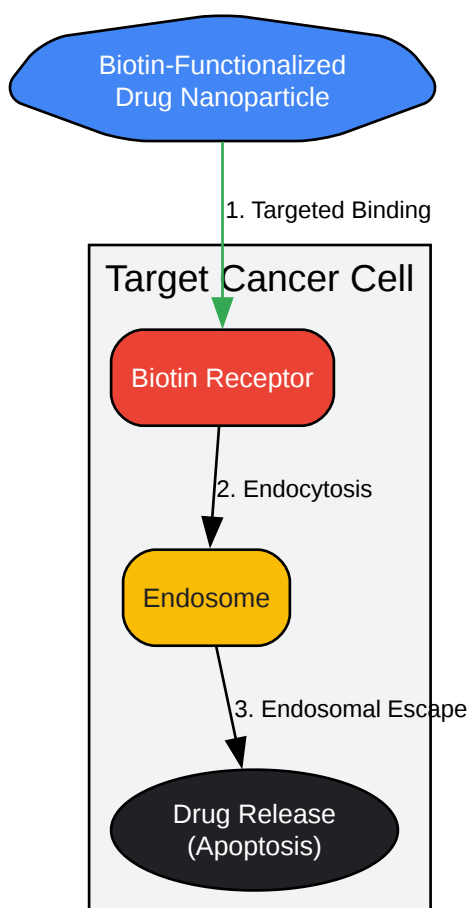 Biotin-Functionalized
Drug Nanoparticle
1. Targeted Binding
Target Cancer Cell
Biotin Receptor
2. Endocytosis
Endosome
3. Endosomal Escape
Drug Release
(Apoptosis)